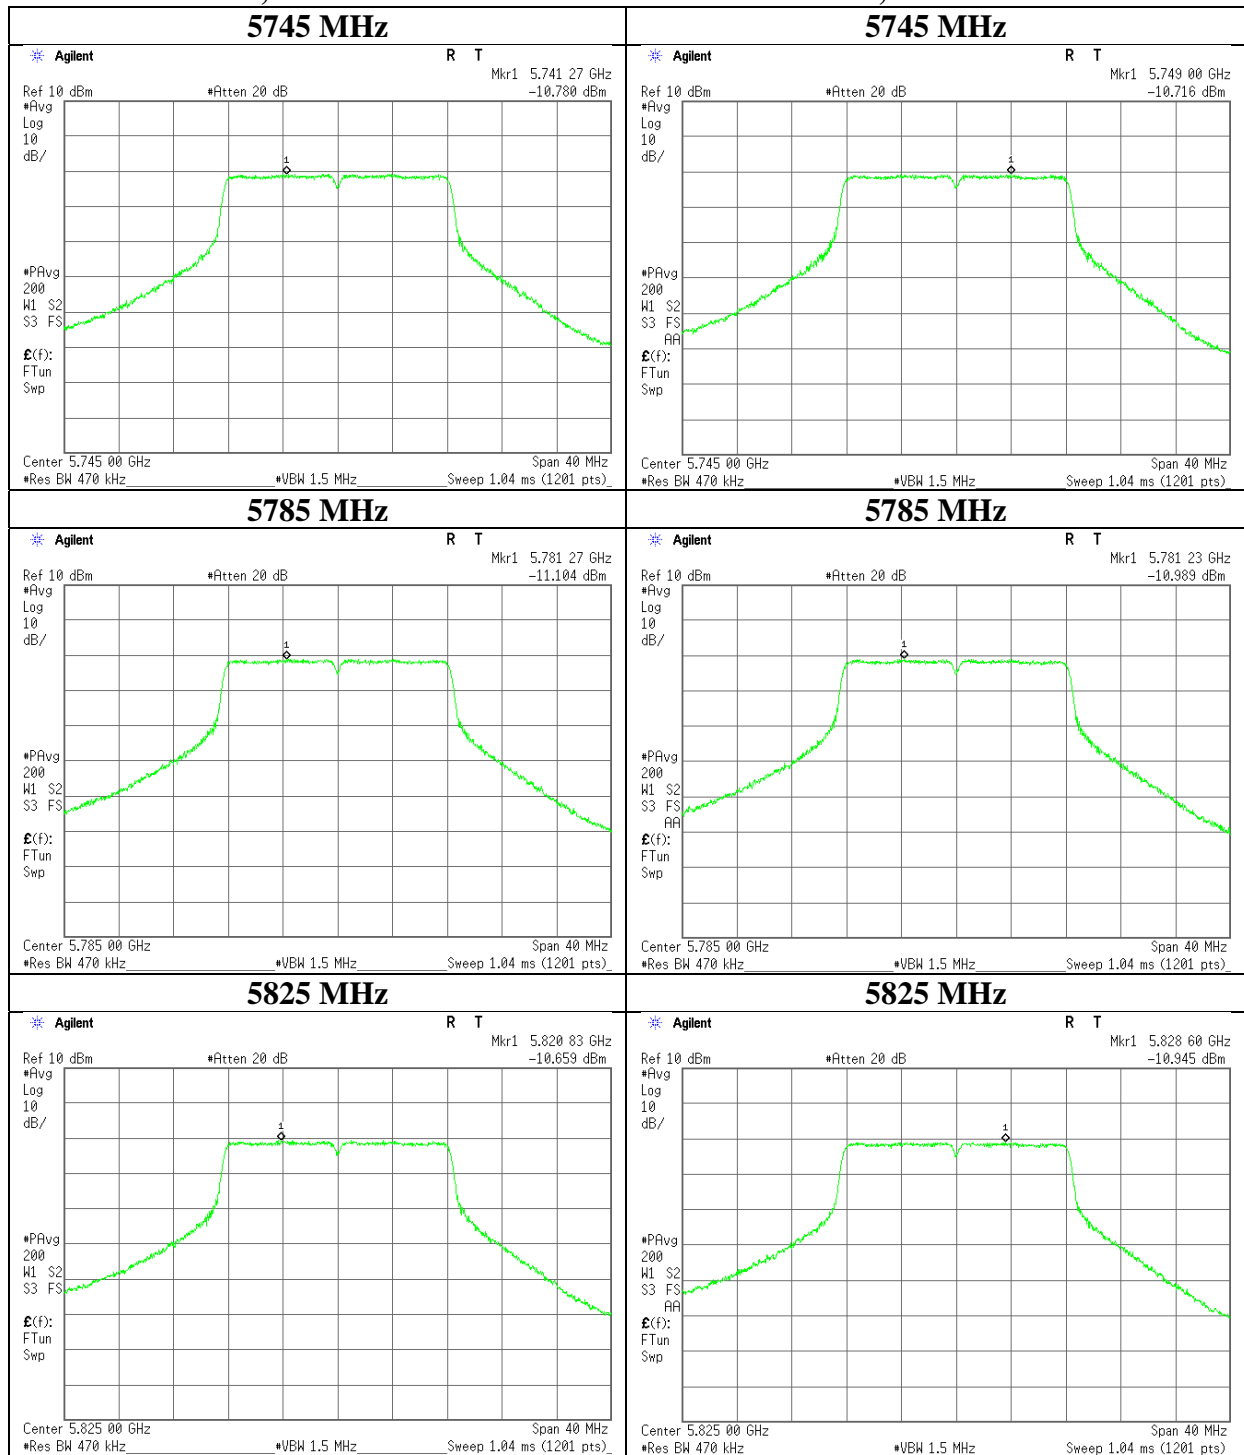 5745 MHz
Agilent
R T
Mkr1 5.741 27 GHz
Ref 10 dBm #Atten 20 dB -10.780 dBm
#Avg
Log
10
dB/
1
#PAvg
200
W1 S2
S3 FS
£(f):
FTun
Swp
Center 5.745 00 GHz Span 40 MHz
#Res BW 470 kHz #VBW 1.5 MHz Sweep 1.04 ms (1201 pts)
5745 MHz
Agilent
R T
Mkr1 5.749 00 GHz
Ref 10 dBm #Atten 20 dB -10.716 dBm
#Avg
Log
10
dB/
1
#PAvg
200
W1 S2
S3 FS
AA
£(f):
FTun
Swp
Center 5.745 00 GHz Span 40 MHz
#Res BW 470 kHz #VBW 1.5 MHz Sweep 1.04 ms (1201 pts)
5785 MHz
Agilent
R T
Mkr1 5.781 27 GHz
Ref 10 dBm #Atten 20 dB -11.104 dBm
#Avg
Log
10
dB/
1
#PAvg
200
W1 S2
S3 FS
£(f):
FTun
Swp
Center 5.785 00 GHz Span 40 MHz
#Res BW 470 kHz #VBW 1.5 MHz Sweep 1.04 ms (1201 pts)
5785 MHz
Agilent
R T
Mkr1 5.781 23 GHz
Ref 10 dBm #Atten 20 dB -10.989 dBm
#Avg
Log
10
dB/
1
#PAvg
200
W1 S2
S3 FS
AA
£(f):
FTun
Swp
Center 5.785 00 GHz Span 40 MHz
#Res BW 470 kHz #VBW 1.5 MHz Sweep 1.04 ms (1201 pts)
5825 MHz
Agilent
R T
Mkr1 5.820 83 GHz
Ref 10 dBm #Atten 20 dB -10.659 dBm
#Avg
Log
10
dB/
1
#PAvg
200
W1 S2
S3 FS
£(f):
FTun
Swp
Center 5.825 00 GHz Span 40 MHz
#Res BW 470 kHz #VBW 1.5 MHz Sweep 1.04 ms (1201 pts)
5825 MHz
Agilent
R T
Mkr1 5.828 60 GHz
Ref 10 dBm #Atten 20 dB -10.945 dBm
#Avg
Log
10
dB/
1
#PAvg
200
W1 S2
S3 FS
AA
£(f):
FTun
Swp
Center 5.825 00 GHz Span 40 MHz
#Res BW 470 kHz #VBW 1.5 MHz Sweep 1.04 ms (1201 pts)